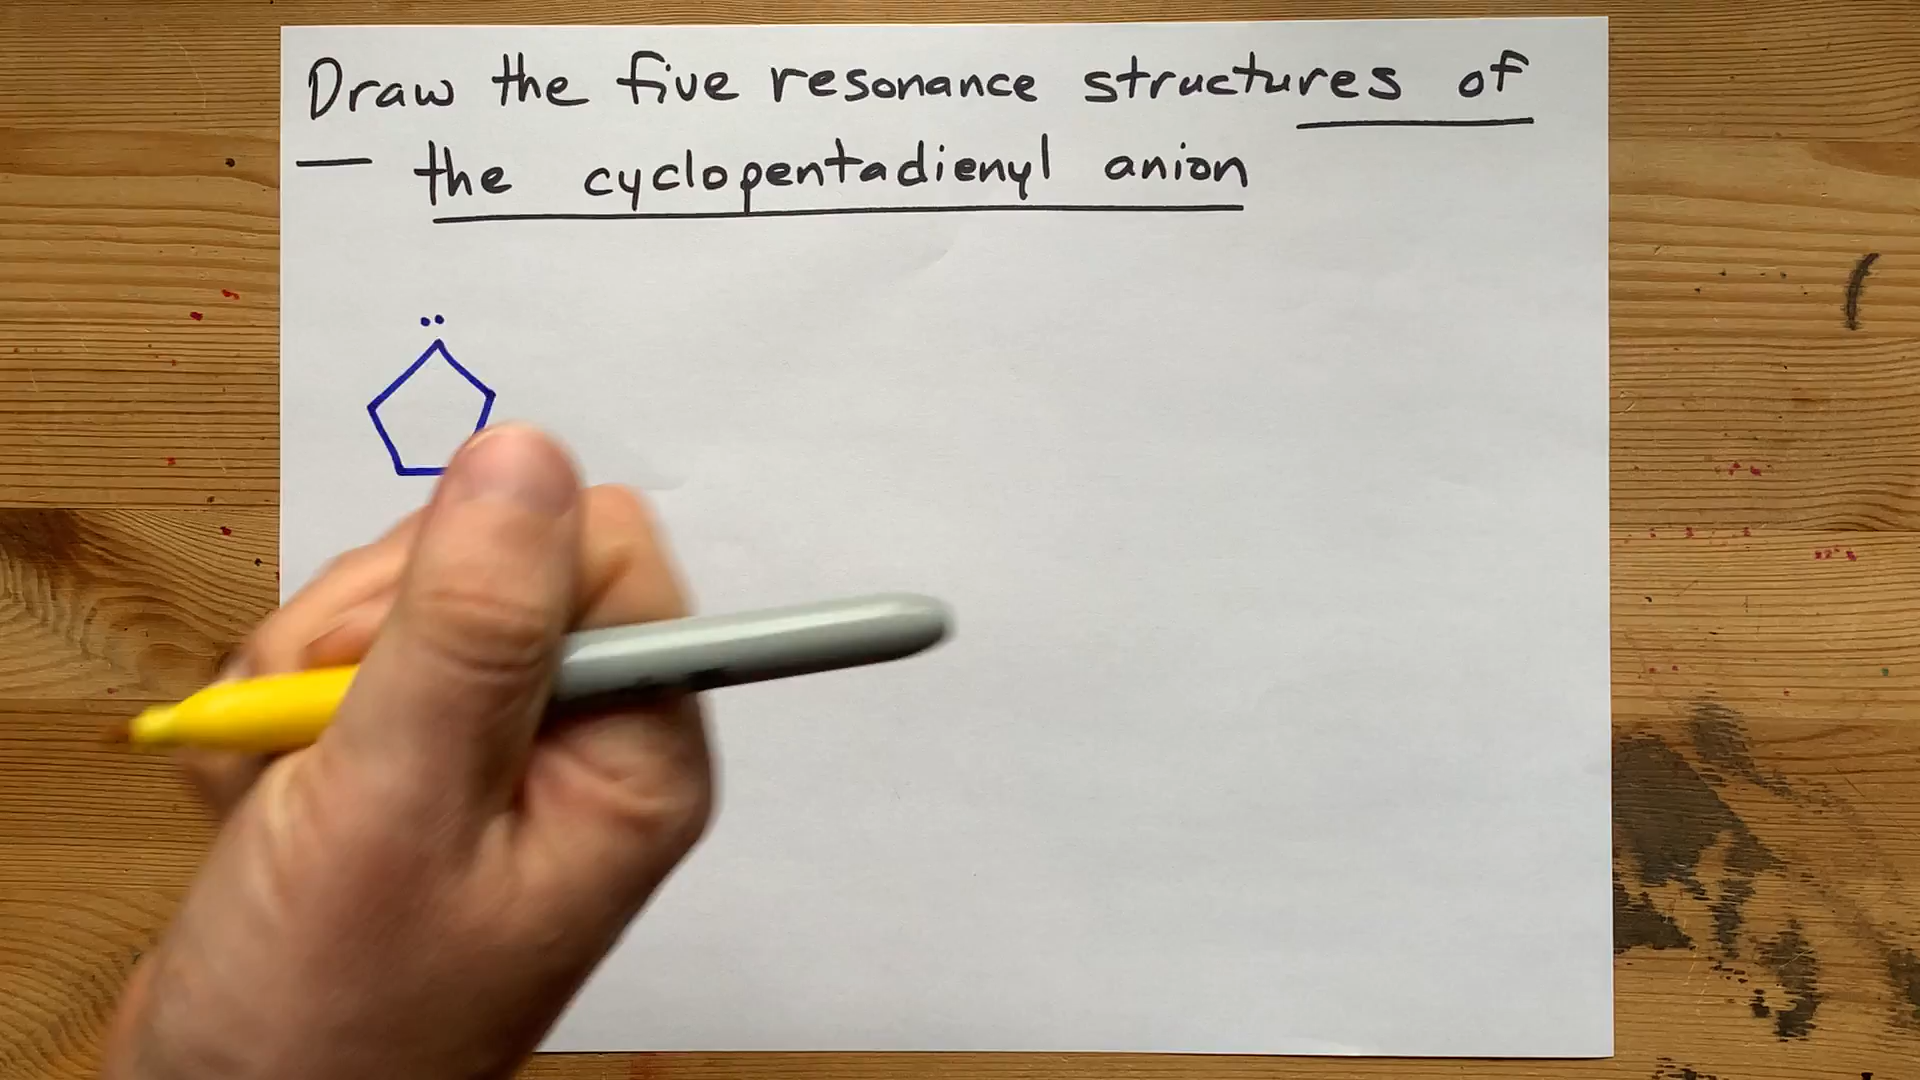 Draw the five resonance structures of
the cyclopentadienyl anion